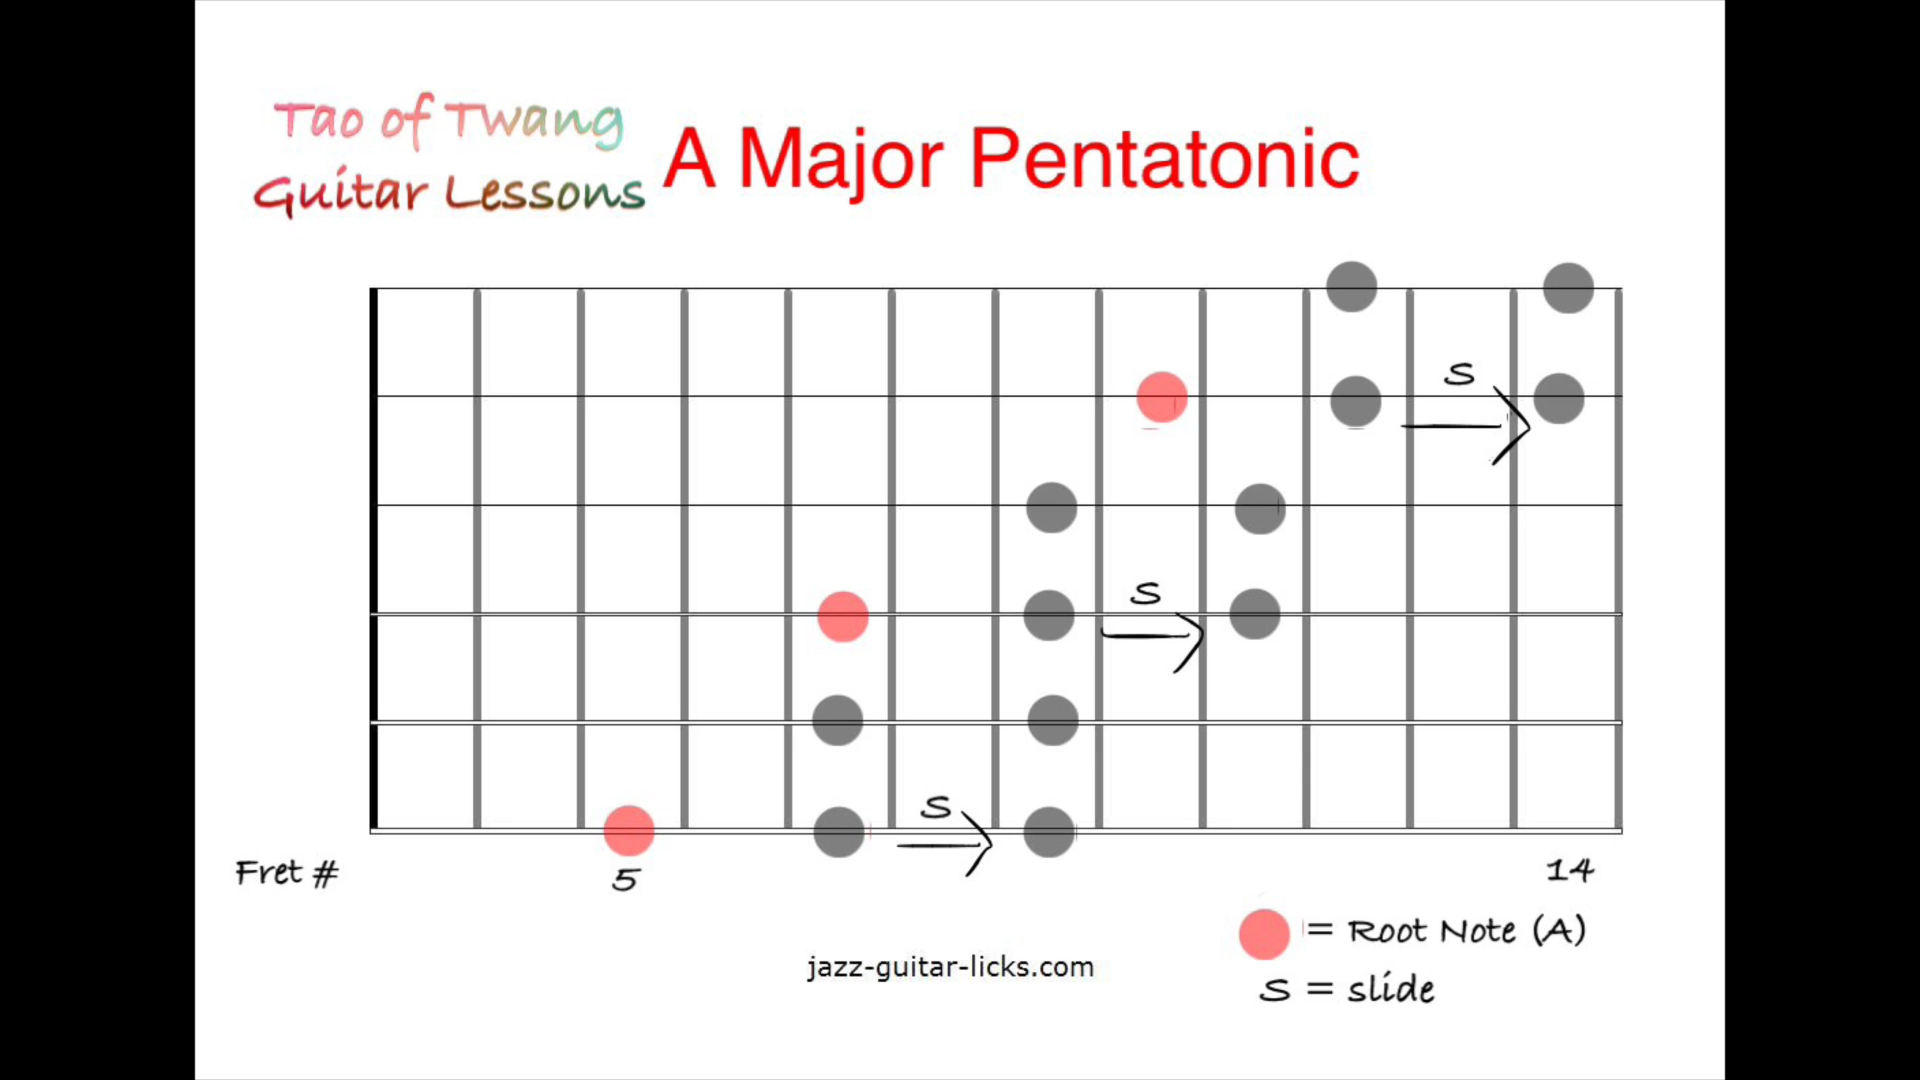 Tao of Twang
Guitar Lessons
A Major Pentatonic
S
S
S
Fret #
5
14
= Root Note (A)
S = slide
jazz-guitar-licks.com